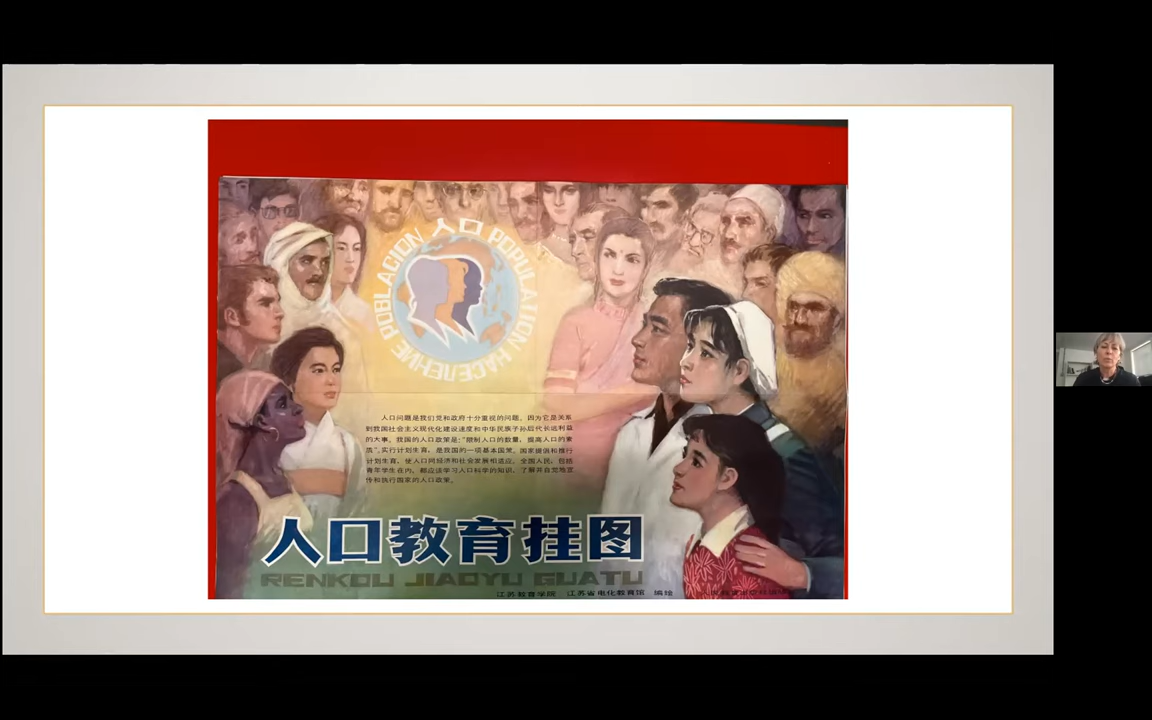 POBLACION 人口 POPULATION НАСЕЛЕНИЕ
人口问题是我们党和政府十分重视的问题。因为它是关系
到我国社会主义现代化建设速度和中华民族子孙后代长远利益
的大事。我国的人口政策是:“限制人口的数量，提高人口的素
质”。实行计划生育，是我国的一项基本国策。国家提倡和推行
计划生育，使人口同经济和社会发展相适应。全国人民，包括
青年学生在内，都应该学习人口科学的知识，了解并自觉地宣
传和执行国家的人口政策。
人口教育挂图
RENKOU JIAOYU GUATU
江苏教育学院 江苏省电化教育馆 编绘